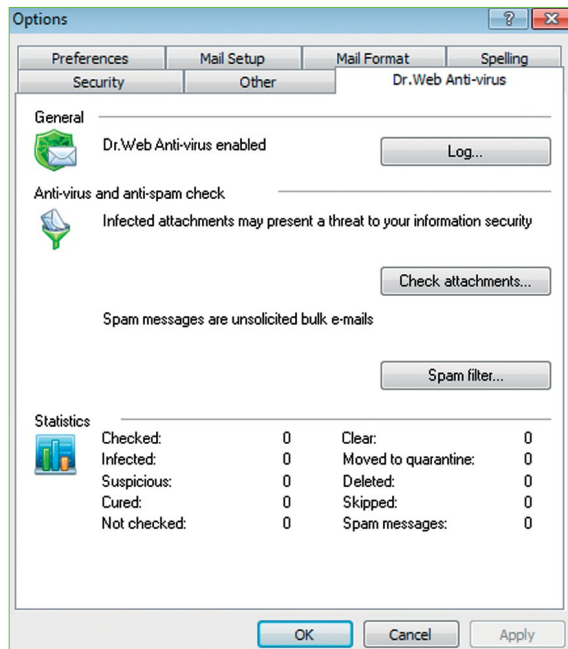 Options
Preferences Mail Setup Mail Format Spelling
Security Other Dr.Web Anti-virus
General
Dr.Web Anti-virus enabled Log...
Anti-virus and anti-spam check
Infected attachments may present a threat to your information security
Check attachments...
Spam messages are unsolicited bulk e-mails
Spam filter...
Statistics
Checked: 0 Clear: 0
Infected: 0 Moved to quarantine: 0
Suspicious: 0 Deleted: 0
Cured: 0 Skipped: 0
Not checked: 0 Spam messages: 0
OK Cancel Apply